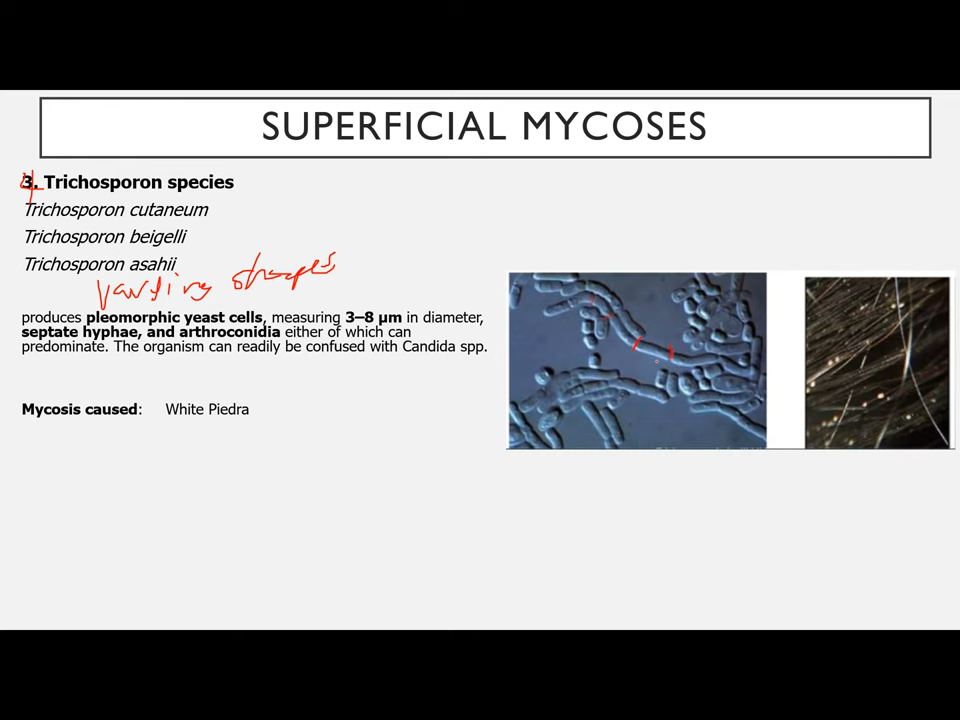 SUPERFICIAL MYCOSES
4
3. Trichosporon species
Trichosporon cutaneum
Trichosporon beigelli
Trichosporon asahii
varying shapes
produces pleomorphic yeast cells, measuring 3–8 µm in diameter,
septate hyphae, and arthroconidia either of which can
predominate. The organism can readily be confused with Candida spp.
Mycosis caused: White Piedra